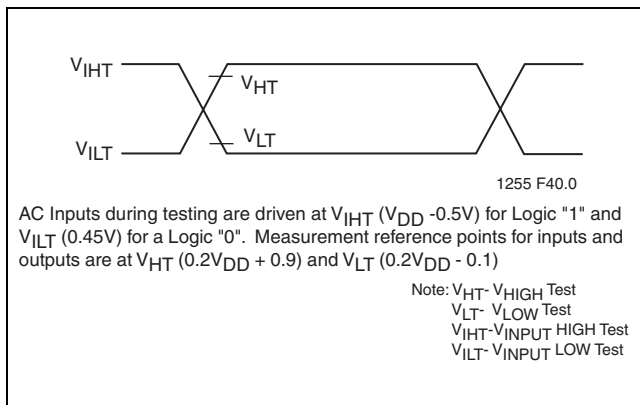 VIHT
VHT
VLT
VILT
1255 F40.0
AC Inputs during testing are driven at VIHT (VDD -0.5V) for Logic "1" and
VILT (0.45V) for a Logic "0". Measurement reference points for inputs and
outputs are at VHT (0.2VDD + 0.9) and VLT (0.2VDD - 0.1)
Note: VHT- VHIGH Test
VLT- VLOW Test
VIHT-VINPUT HIGH Test
VILT- VINPUT LOW Test